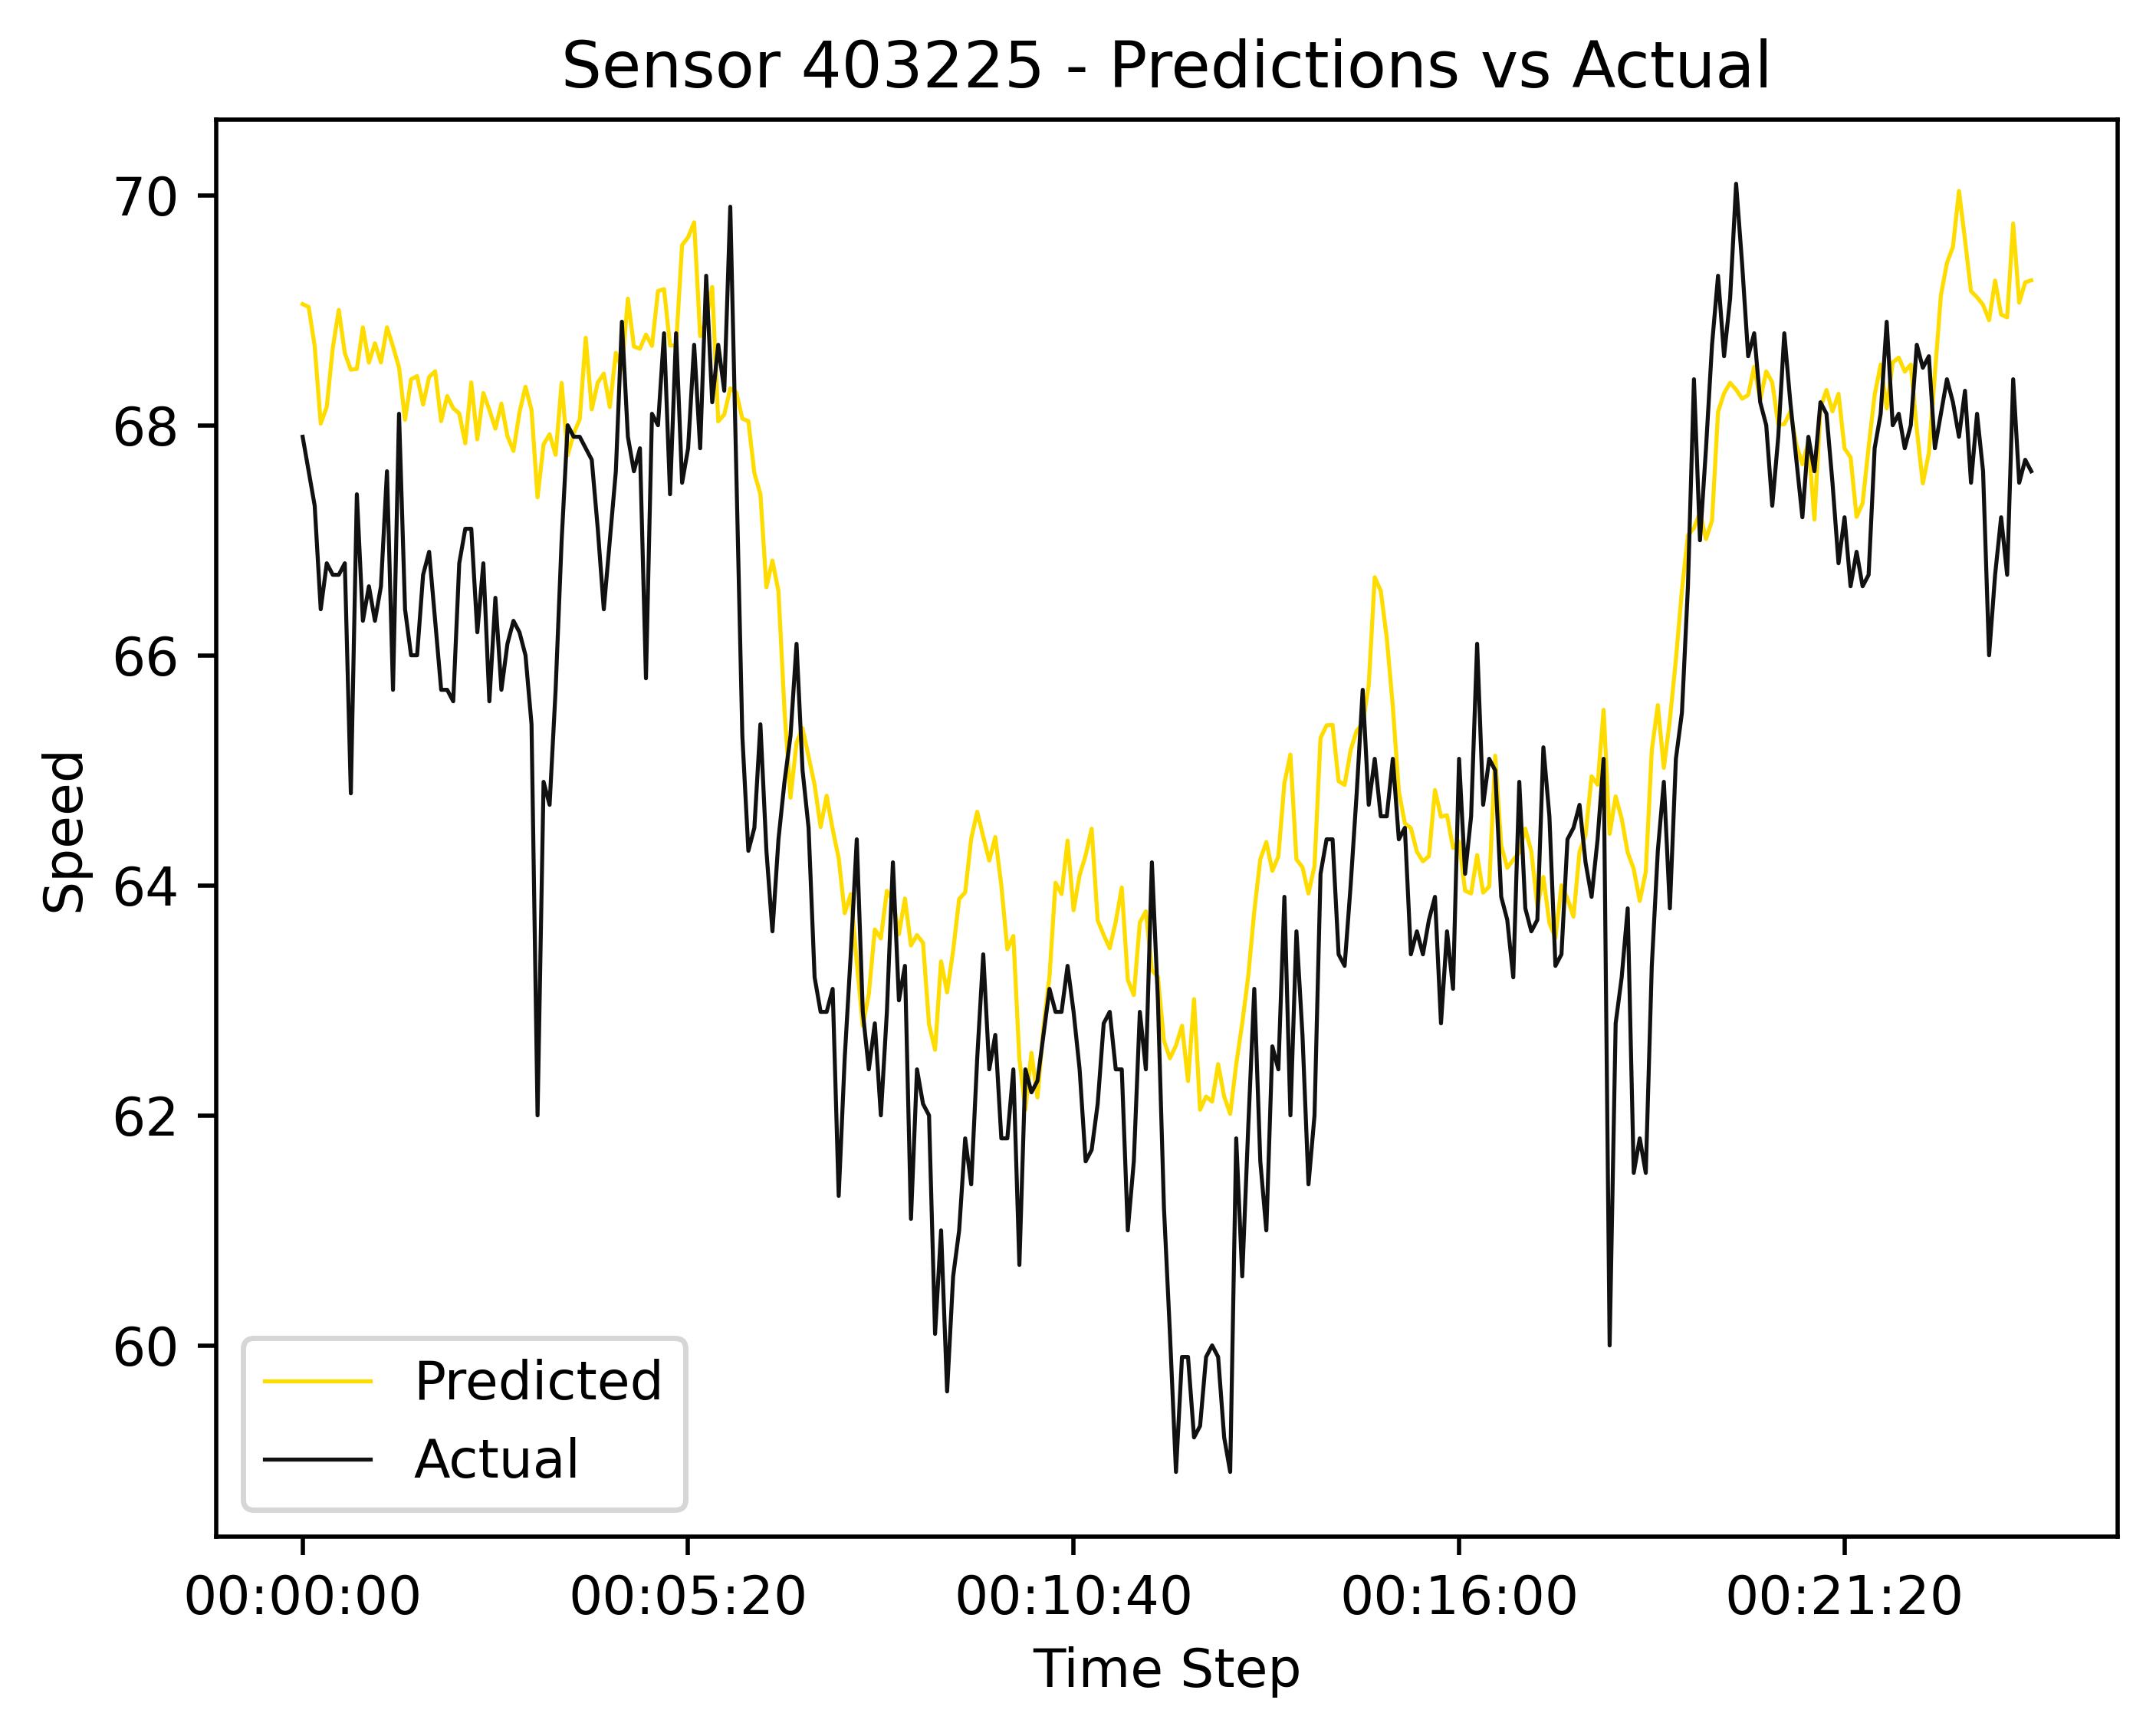 Sensor 403225 - Predictions vs Actual
70
68
66
64
62
60
Speed
Predicted
Actual
00:00:00 00:05:20 00:10:40 00:16:00 00:21:20
Time Step